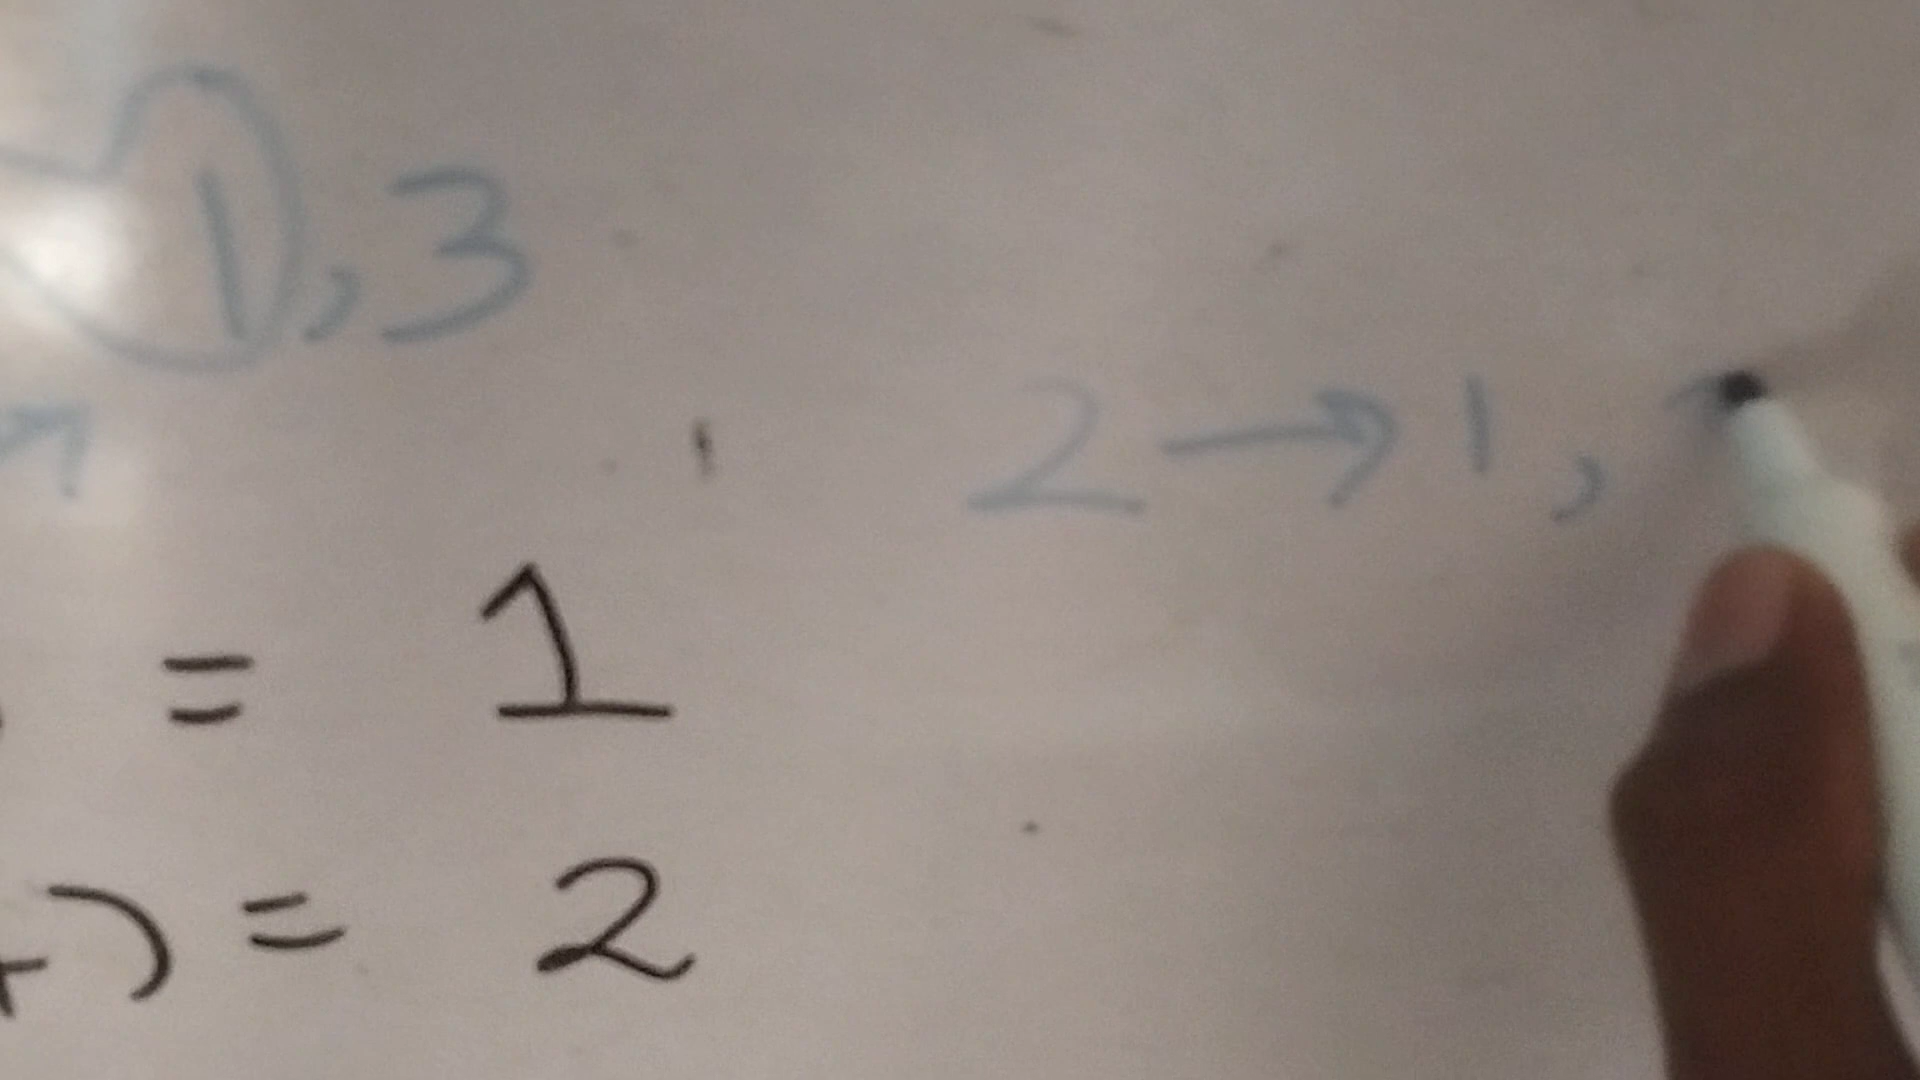 1, 3
2 → 1,
= 1
) = 2